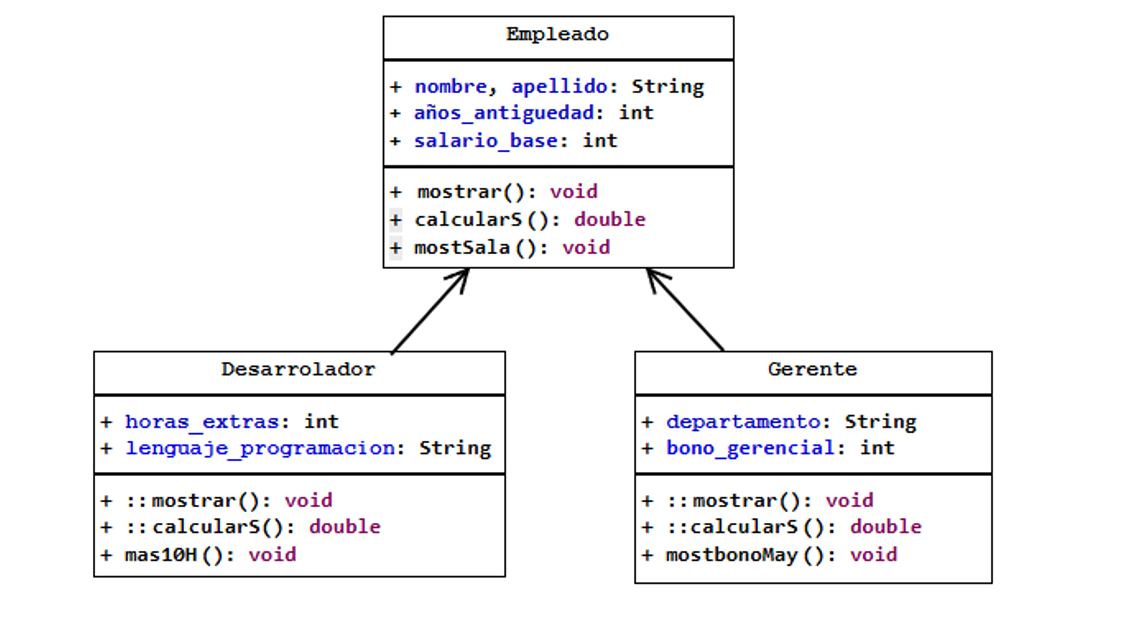 Empleado
+ nombre, apellido: String
+ años_antiguedad: int
+ salario_base: int
+ mostrar(): void
+ calcularS(): double
+ mostSala(): void
Desarrolador
+ horas_extras: int
+ lenguaje_programacion: String
+ ::mostrar(): void
+ ::calcularS(): double
+ mas10H(): void
Gerente
+ departamento: String
+ bono_gerencial: int
+ ::mostrar(): void
+ ::calcularS(): double
+ mostbonoMay(): void